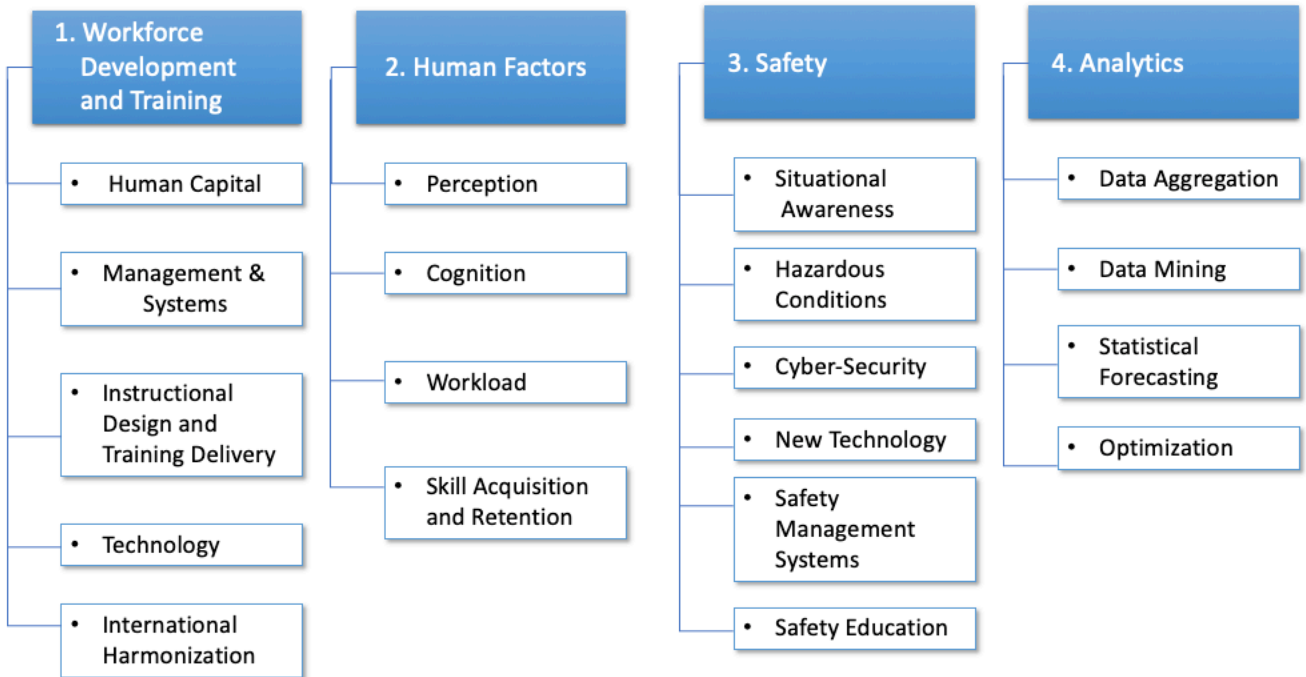 1. Workforce
Development
and Training
• Human Capital
• Management &
Systems
• Instructional
Design and
Training Delivery
• Technology
• International
Harmonization
2. Human Factors
• Perception
• Cognition
• Workload
• Skill Acquisition
and Retention
3. Safety
• Situational
Awareness
• Hazardous
Conditions
• Cyber-Security
• New Technology
• Safety
Management
Systems
• Safety Education
4. Analytics
• Data Aggregation
• Data Mining
• Statistical
Forecasting
• Optimization